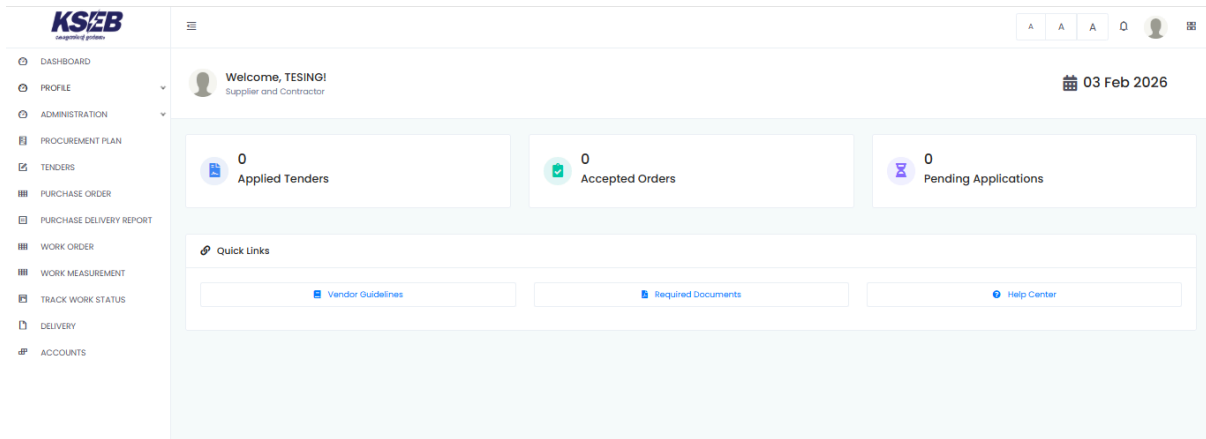 KSEB
A
A
A
DASHBOARD
PROFILE
ADMINISTRATION
PROCUREMENT PLAN
TENDERS
PURCHASE ORDER
PURCHASE DELIVERY REPORT
WORK ORDER
WORK MEASUREMENT
TRACK WORK STATUS
DELIVERY
ACCOUNTS
Welcome, TESING!
Supplier and Contractor
03 Feb 2026
0
Applied Tenders
0
Accepted Orders
0
Pending Applications
Quick Links
Vendor Guidelines
Required Documents
Help Center